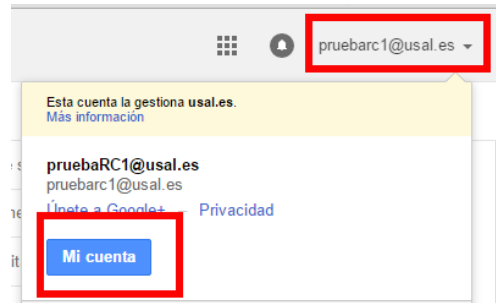 pruebarc1@usal.es
Esta cuenta la gestiona usal.es.
Más información
pruebaRC1@usal.es
pruebarc1@usal.es
Únete a Google+ — Privacidad
Mi cuenta